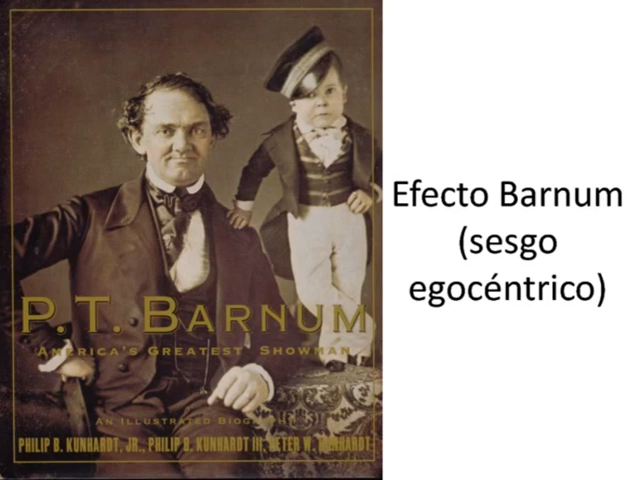 P.T. BARNUM
AMERICA'S GREATEST SHOWMAN
AN ILLUSTRATED BIOGRAPHY
PHILIP B. KUNHARDT, JR., PHILIP B. KUNHARDT III, PETER W. KUNHARDT
Efecto Barnum
(sesgo
egocéntrico)